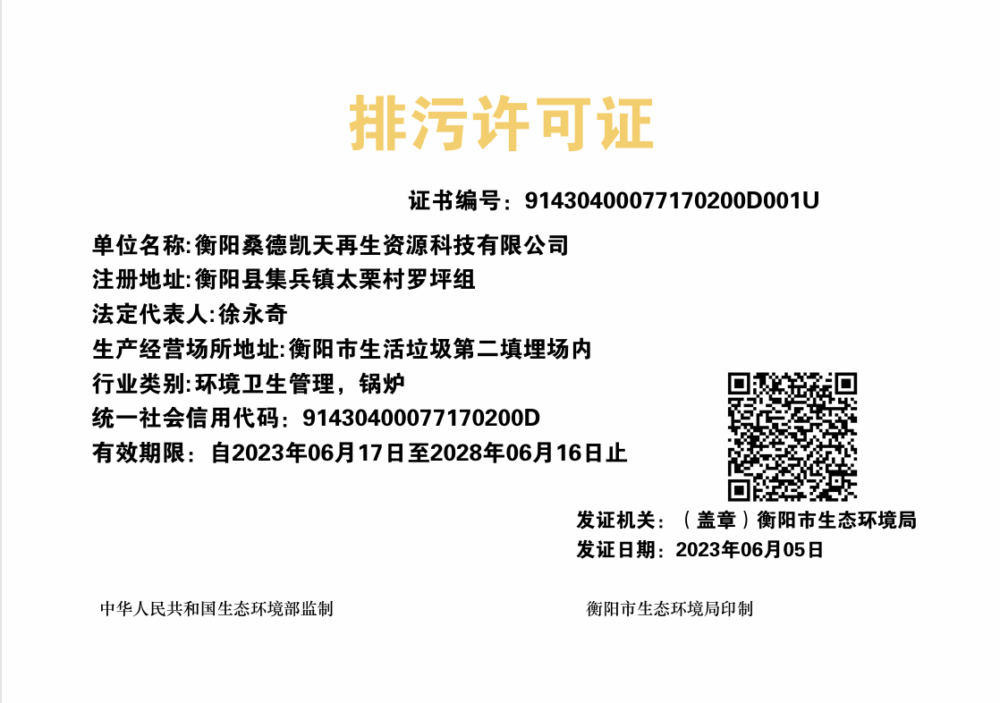 排污许可证
证书编号：91430400077170200D001U
单位名称:衡阳桑德凯天再生资源科技有限公司
注册地址:衡阳县集兵镇太栗村罗坪组
法定代表人:徐永奇
生产经营场所地址:衡阳市生活垃圾第二填埋场内
行业类别:环境卫生管理，锅炉
统一社会信用代码：91430400077170200D
有效期限：自2023年06月17日至2028年06月16日止
发证机关：（盖章）衡阳市生态环境局
发证日期：2023年06月05日
中华人民共和国生态环境部监制
衡阳市生态环境局印制